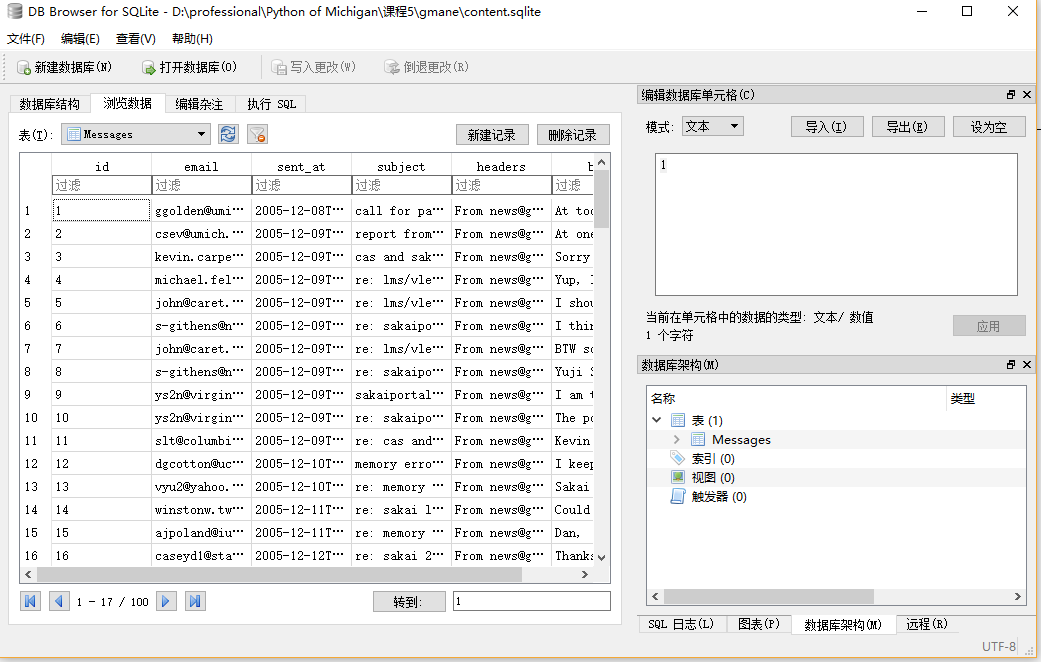 DB Browser for SQLite - D:\professional\Python of Michigan\课程5\gmane\content.sqlite
文件(F) 编辑(E) 查看(V) 帮助(H)
新建数据库(N) 打开数据库(O) 写入更改(W) 倒退更改(R)
数据库结构 浏览数据 编辑杂注 执行 SQL
表(T): Messages 新建记录 删除记录
id email sent_at subject headers b
过滤 过滤 过滤 过滤 过滤 过滤
1 1 ggolden@umi… 2005-12-08T… call for pa… From news@g… At too
2 2 csev@umich.… 2005-12-09T… report from… From news@g… At one
3 3 kevin.carpe… 2005-12-09T… cas and sak… From news@g… Sorry
4 4 michael.fel… 2005-12-09T… re: lms/vle… From news@g… Yup, 
5 5 john@caret.… 2005-12-09T… re: lms/vle… From news@g… I shou
6 6 s-githens@n… 2005-12-09T… re: sakaipo… From news@g… I thin
7 7 john@caret.… 2005-12-09T… re: lms/vle… From news@g… BTW so
8 8 s-githens@n… 2005-12-09T… re: sakaipo… From news@g… Yuji S
9 9 ys2n@virgin… 2005-12-09T… sakaiportal… From news@g… I am t
10 10 ys2n@virgin… 2005-12-09T… re: sakaipo… From news@g… The po
11 11 slt@columbi… 2005-12-09T… re: cas and… From news@g… Kevin
12 12 dgcotton@uc… 2005-12-10T… memory erro… From news@g… I keep
13 13 vyu2@yahoo.… 2005-12-10T… re: memory … From news@g… Sakai
14 14 winstonw.tw… 2005-12-11T… re: sakai l… From news@g… Could
15 15 ajpoland@iu… 2005-12-11T… re: memory … From news@g… Dan,
16 16 caseyd1@sta… 2005-12-12T… re: sakai 2… From news@g… Thanks
1 - 17 / 100 转到: 1
编辑数据库单元格(C)
模式: 文本 导入(I) 导出(E) 设为空
1
当前在单元格中的数据的类型: 文本/ 数值
1 个字符
应用
数据库架构(M)
名称 类型
表 (1)
Messages
索引 (0)
视图 (0)
触发器 (0)
SQL 日志(L) 图表(P) 数据库架构(M) 远程(R)
UTF-8